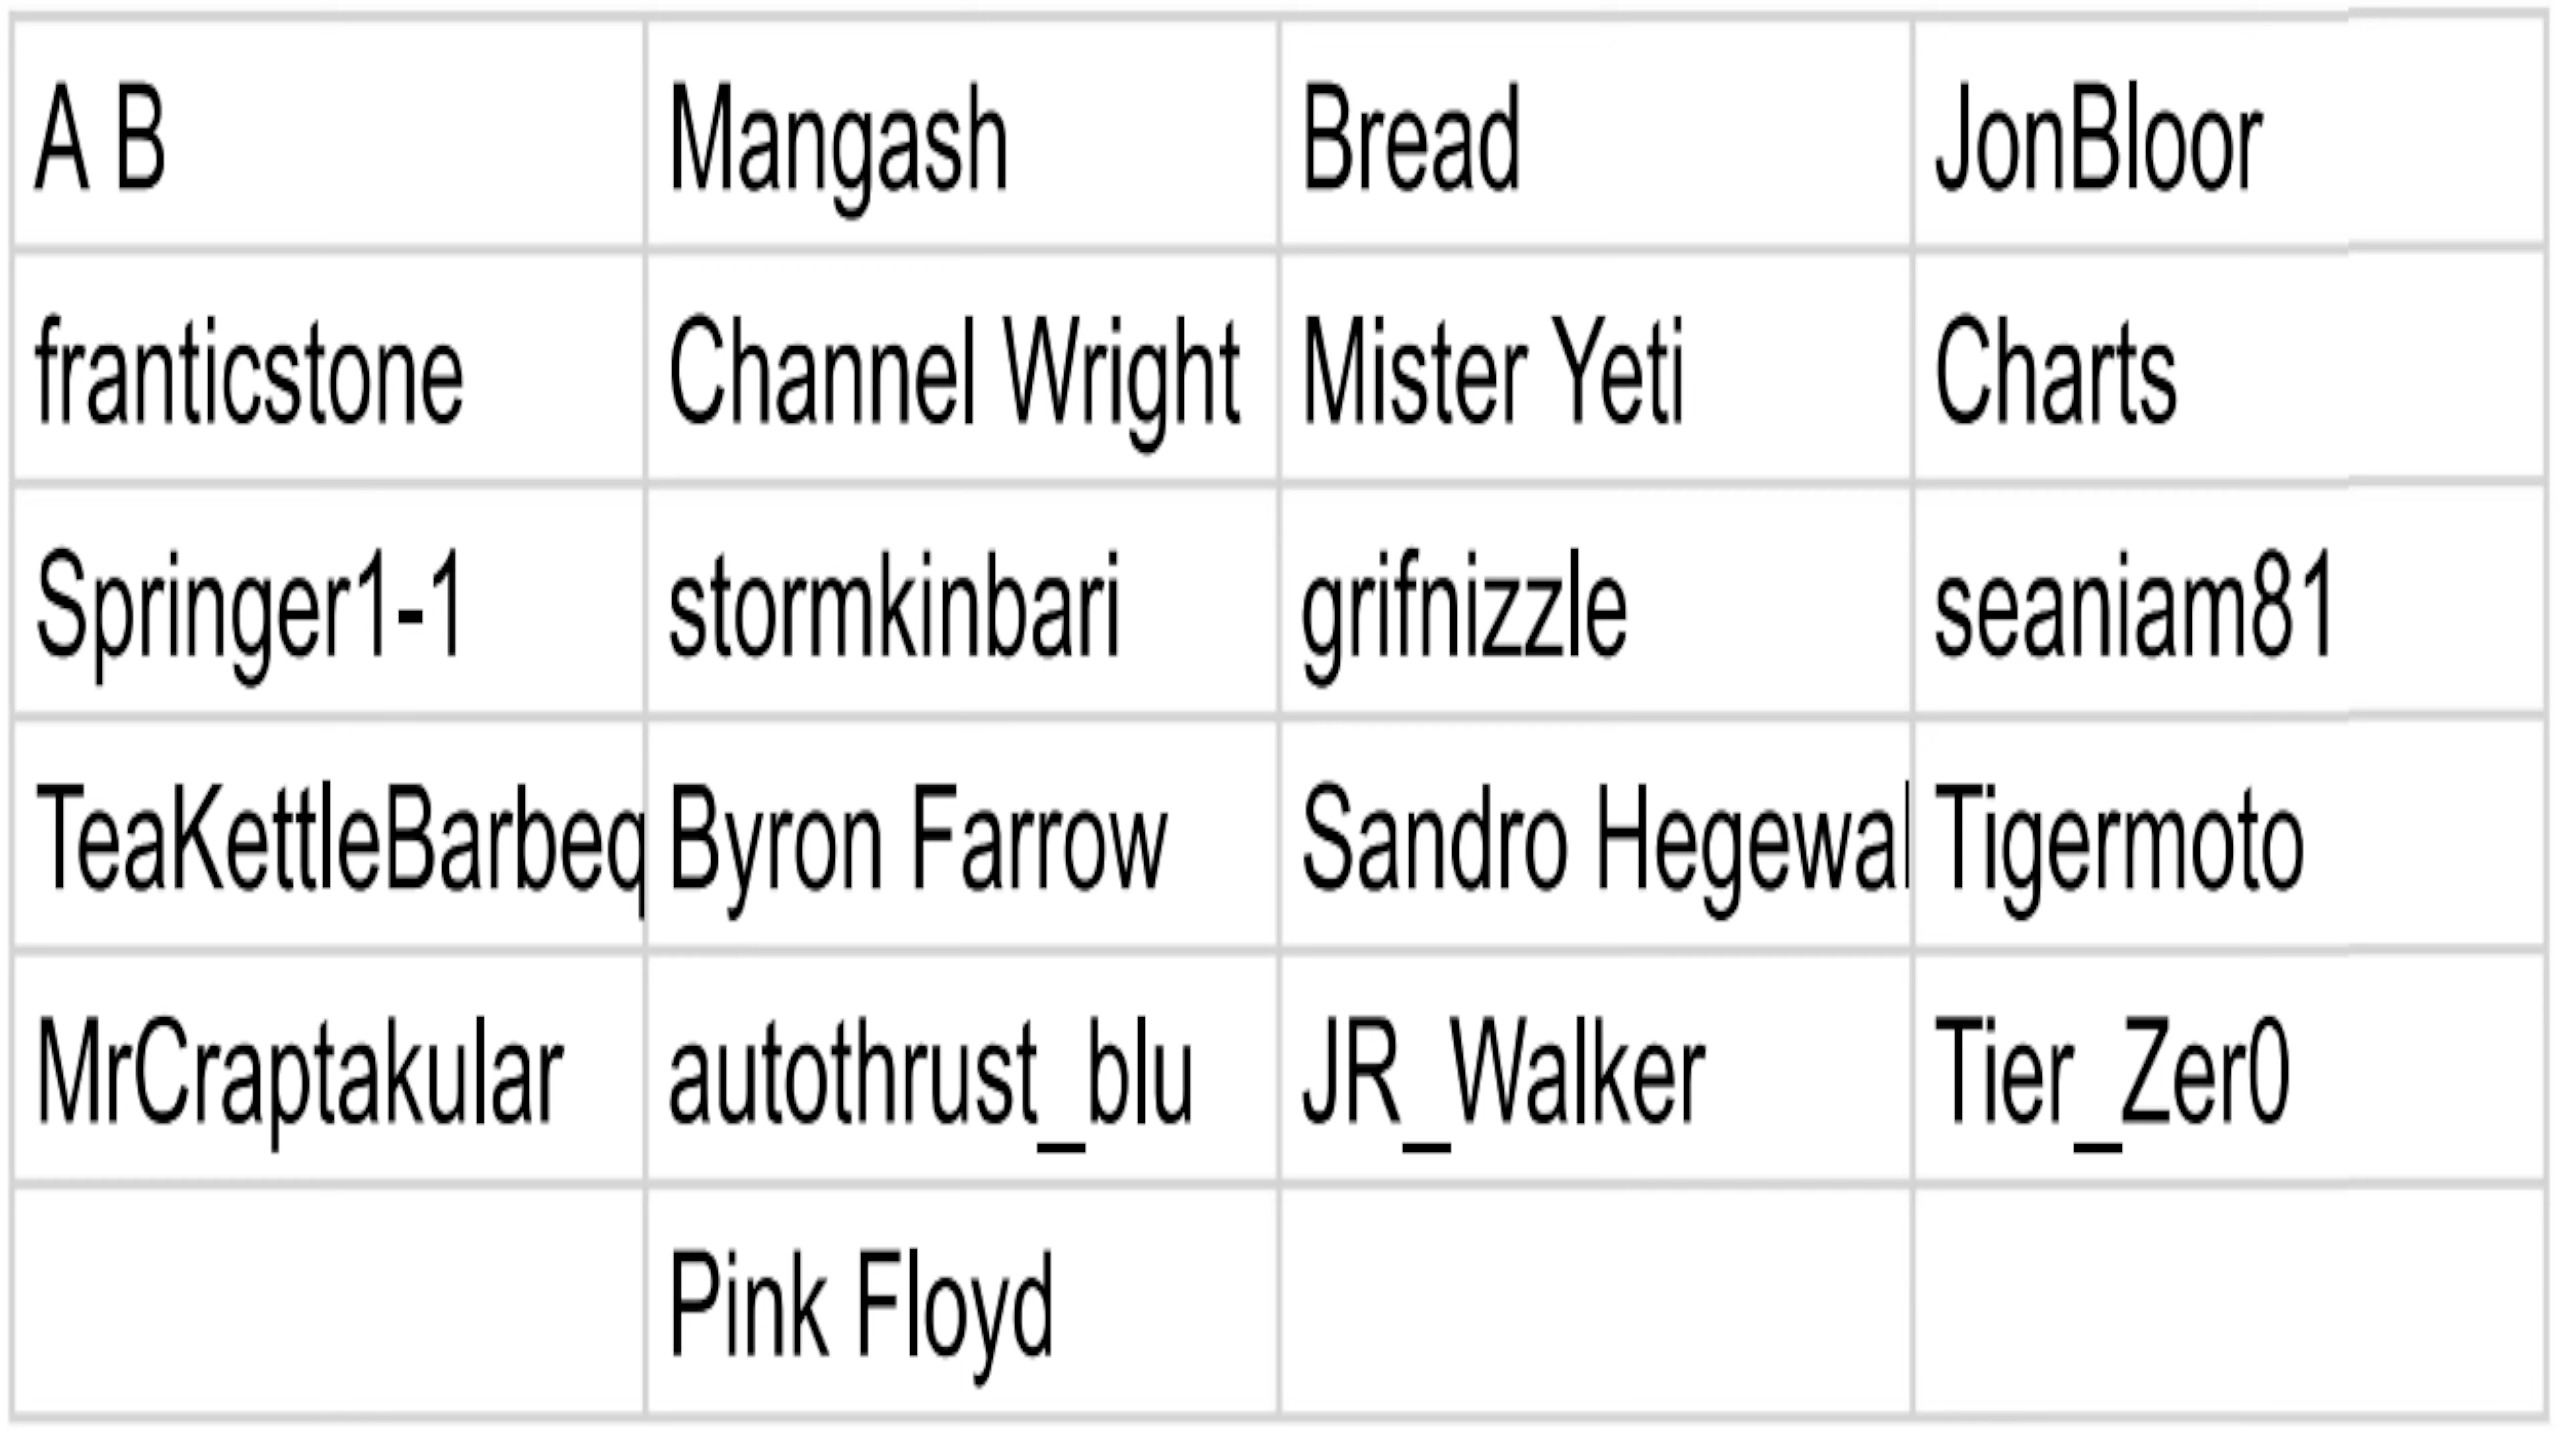 A B Mangash Bread JonBloor
franticstone Channel Wright Mister Yeti Charts
Springer1-1 stormkinbari grifnizzle seaniam81
TeaKettleBarbeq Byron Farrow Sandro Hegewal Tigermoto
MrCraptakular autothrust_blu JR_Walker Tier_Zer0
Pink Floyd